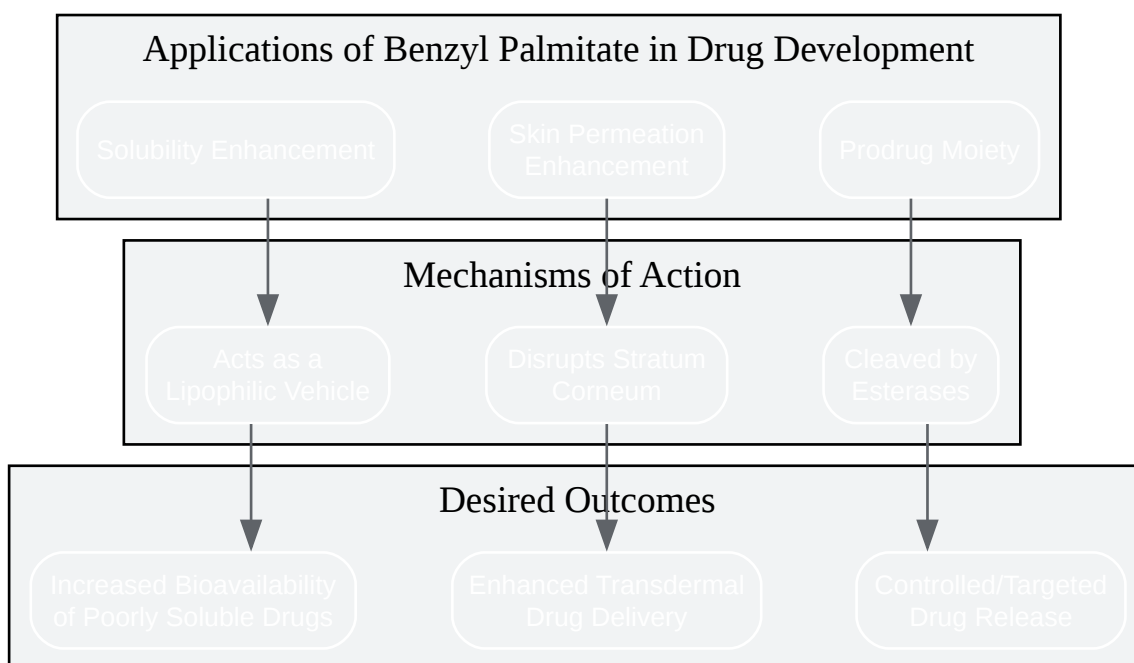 Applications of Benzyl Palmitate in Drug Development
Solubility Enhancement
Skin Permeation
Enhancement
Prodrug Moiety
Mechanisms of Action
Acts as a
Lipophilic Vehicle
Disrupts Stratum
Corneum
Cleaved by
Esterases
Desired Outcomes
Increased Bioavailability
of Poorly Soluble Drugs
Enhanced Transdermal
Drug Delivery
Controlled/Targeted
Drug Release